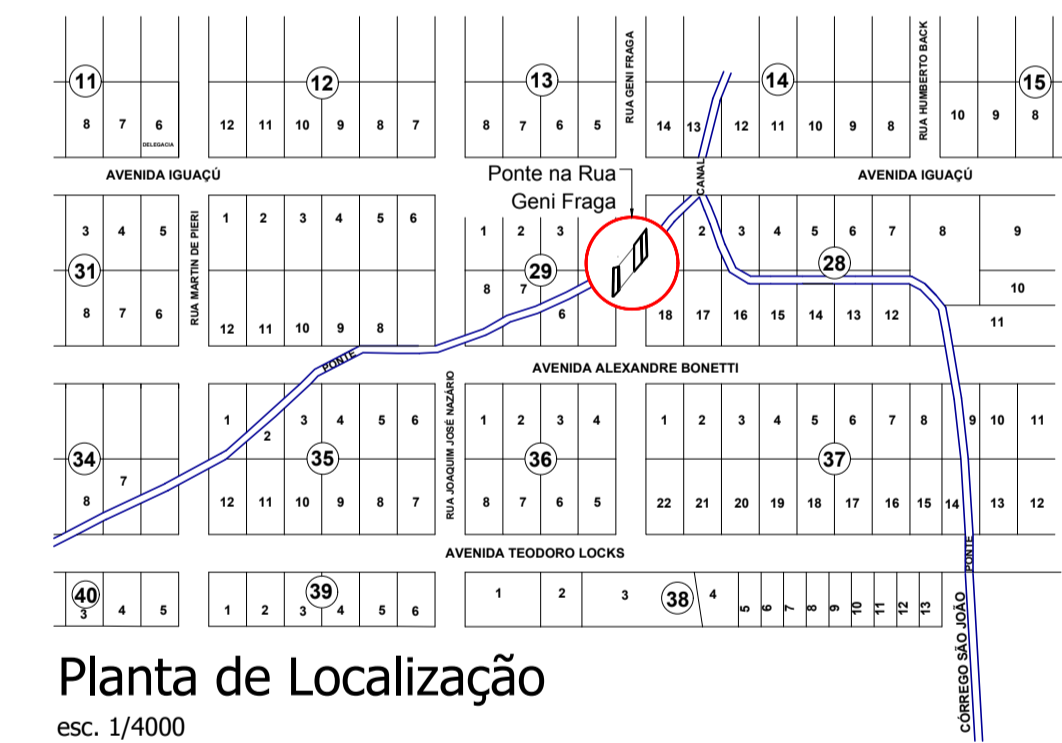 RUA GENI FRAGA
RUA HUMBERTO BACK
11
12
13
14
15
8 7 6
DELEGACIA
12 11 10 9 8 7
8 7 6 5
14 13 12 11 10 9 8
10 9 8
CANAL
AVENIDA IGUAÇÚ
Ponte na Rua
Geni Fraga
AVENIDA IGUAÇÚ
3 4 5
RUA MARTIN DE PIERI
1 2 3 4 5 6
1 2 3
2 3 4 5 6 7 8 9
31
29
28
8 7
10
8 7 6
12 11 10 9 8
6
18 17 16 15 14 13 12
11
PONTE
AVENIDA ALEXANDRE BONETTI
RUA JOAQUIM JOSÉ NAZÁRIO
1 2 3 4 5 6
1 2 3 4
1 2 3 4 5 6 7 8 9 10 11
34
35
36
37
7
8
12 11 10 9 8 7
8 7 6 5
22 21 20 19 18 17 16 15 14 13 12
AVENIDA TEODORO LOCKS
PONTE
40
39
38
3 4 5
1 2 3 4 5 6
1 2 3 4 5 6 7 8 9 10 11 12 13
CÓRREGO SÃO JOÃO
Planta de Localização
esc. 1/4000